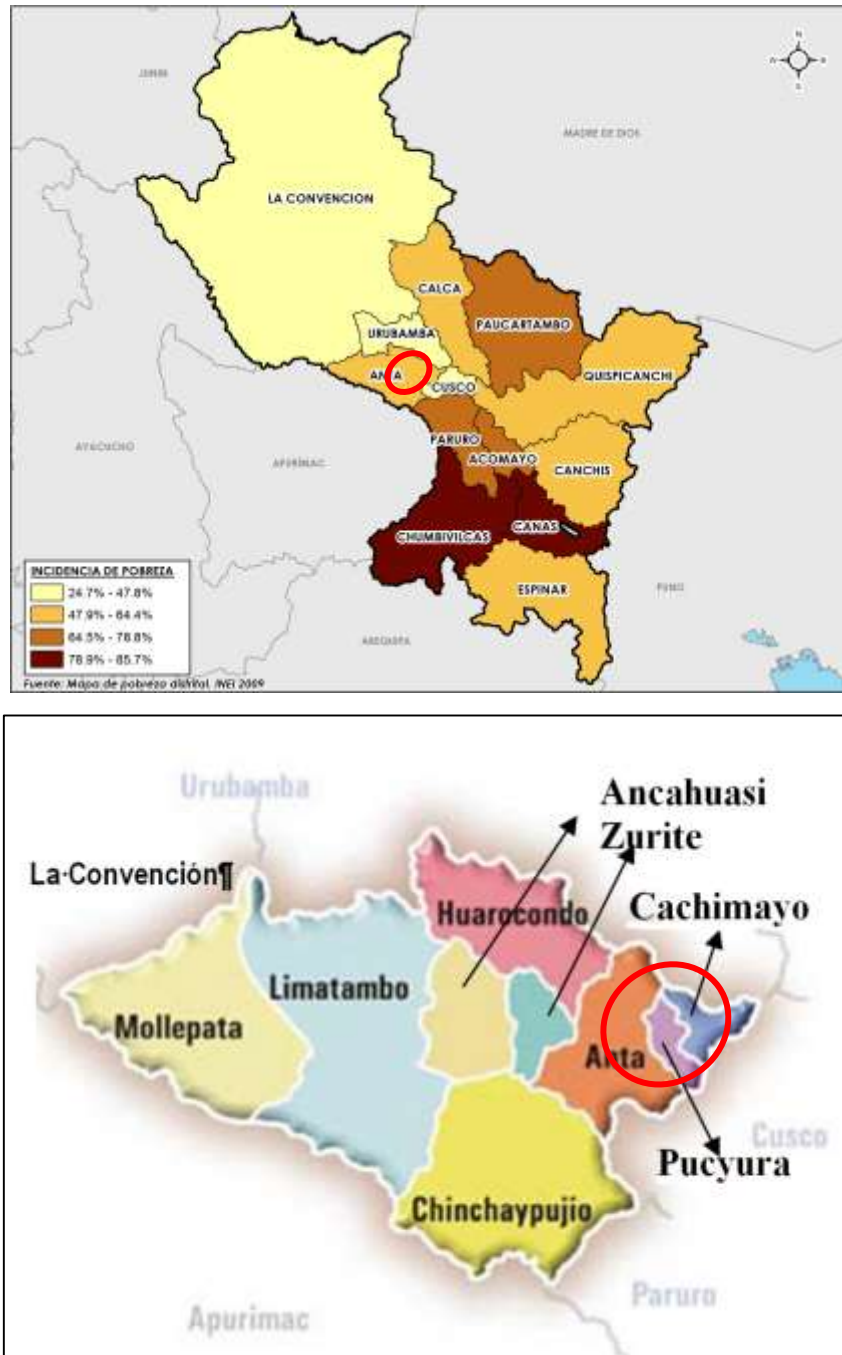 N
S
JUNIN
MADRE DE DIOS
LA CONVENCION
CALCA
PAUCARTAMBO
URUBAMBA
QUISPICANCHI
ANTA
CUSCO
AYACUCHO
APURIMAC
PARURO
ACOMAYO
CANCHIS
CHUMBIVILCAS
CANAS
ESPINAR
PUNO
AREQUIPA
INCIDENCIA DE POBREZA
24.7% - 47.8%
47.9% - 64.4%
64.5% - 78.8%
78.9% - 85.7%
Fuente: Mapa de pobreza distrital. INEI 2009
Urubamba
Ancahuasi
Zurite
La·Convención¶
Huarocondo
Cachimayo
Limatambo
Mollepata
Anta
Cusco
Pucyura
Chinchaypujio
Paruro
Apurimac